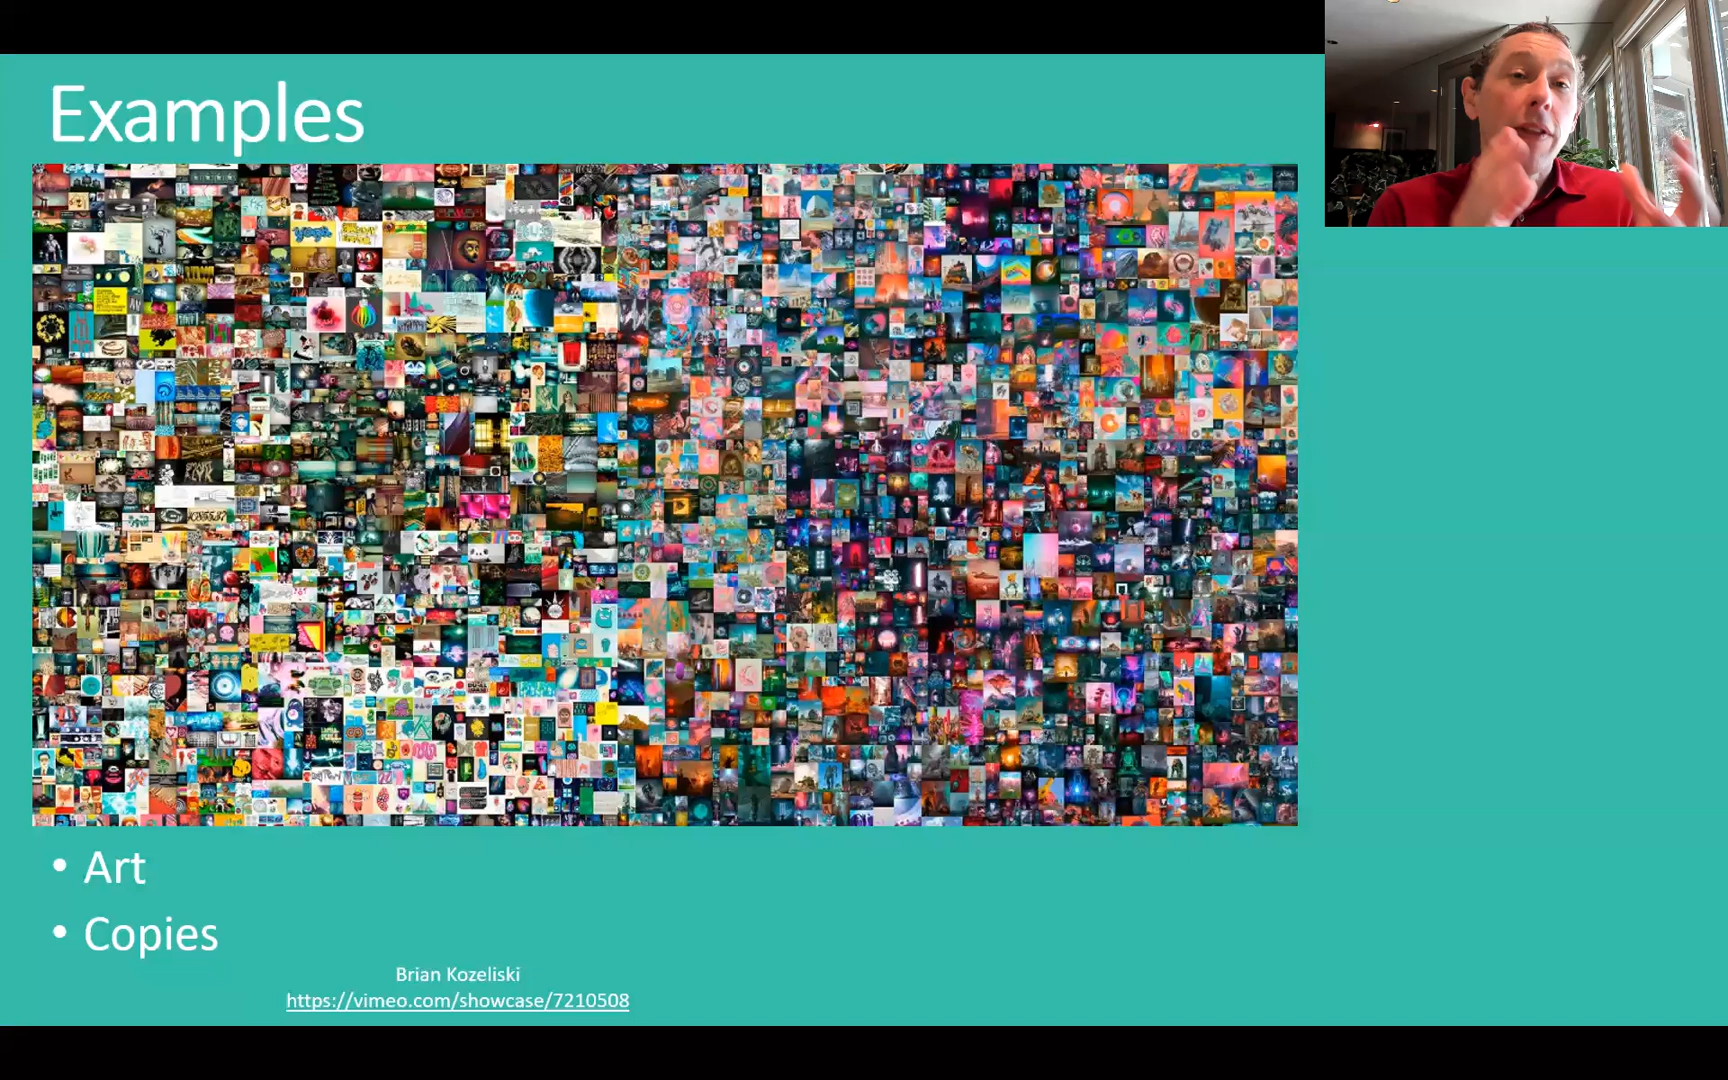 Examples
• Art
• Copies
Brian Kozeliski
https://vimeo.com/showcase/7210508